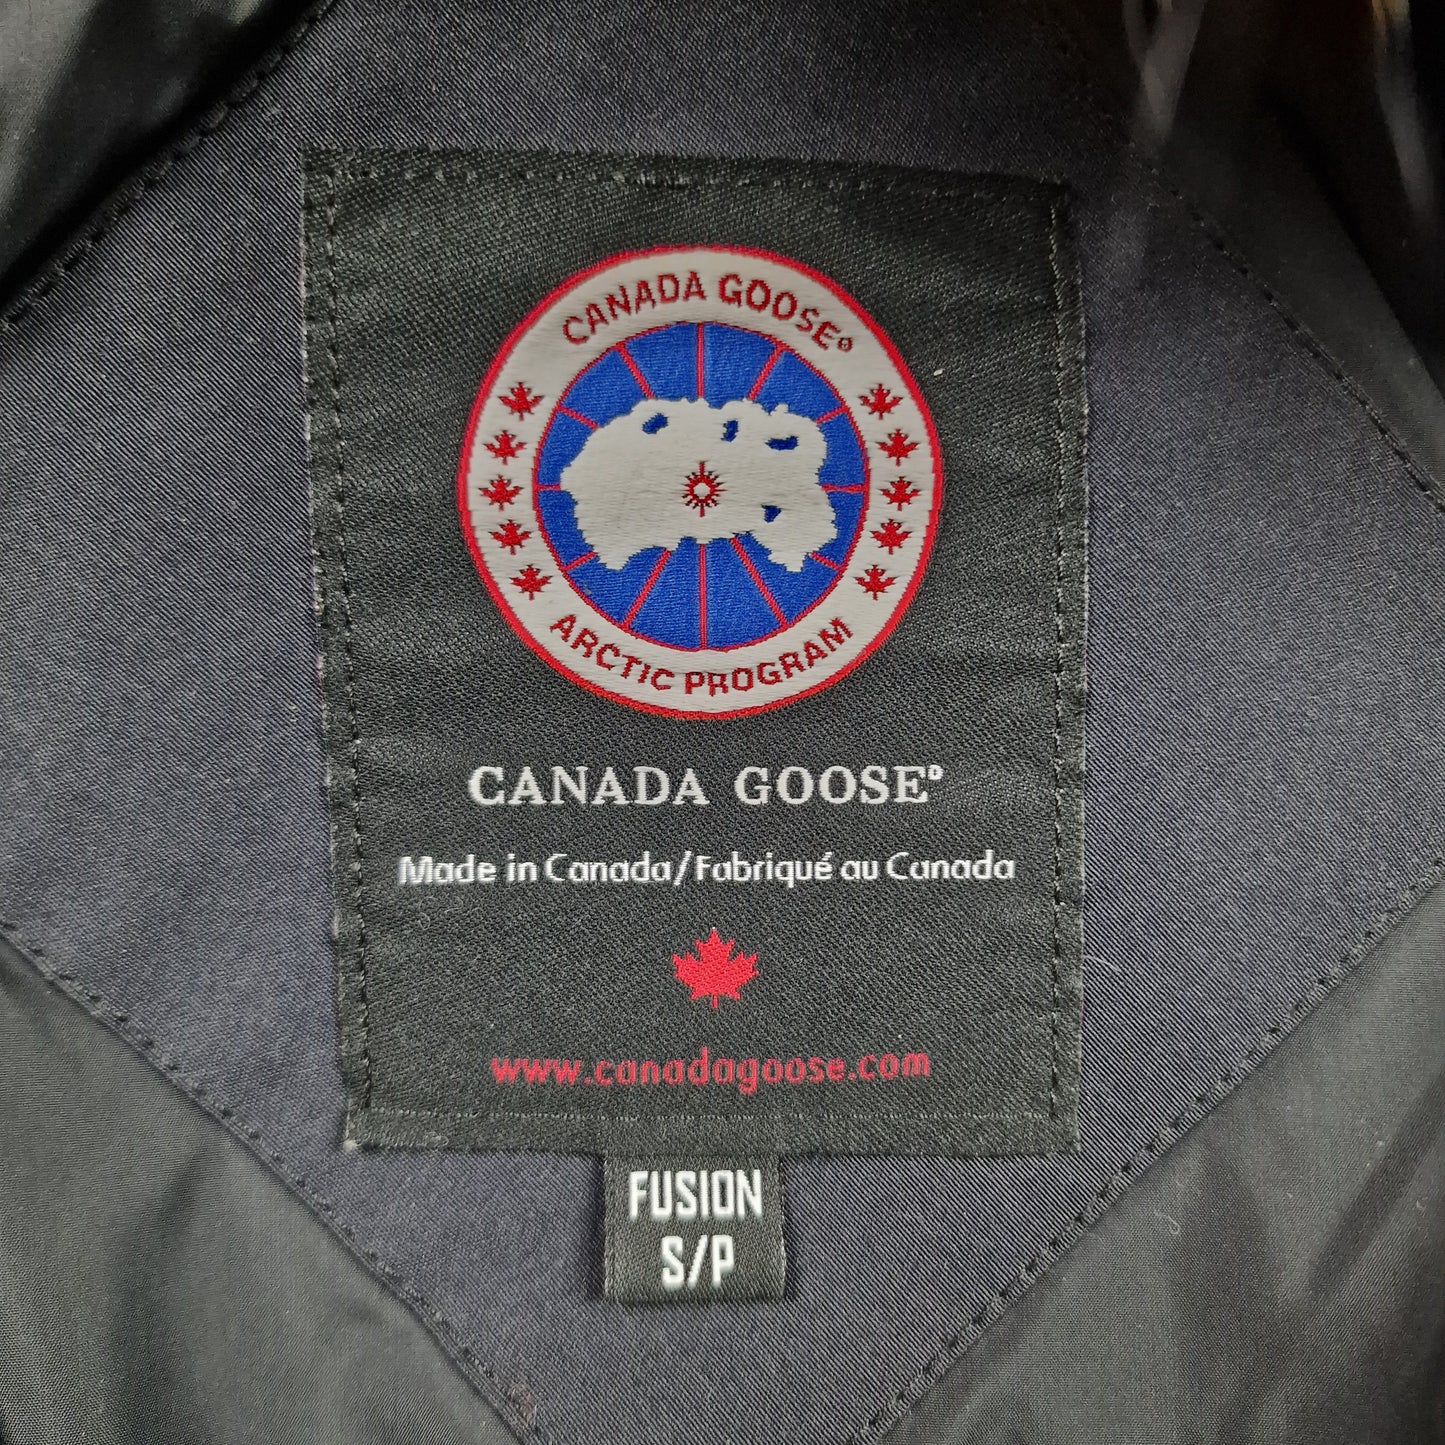 CANADA GOOSE®
ARCTIC PROGRAM
CANADA GOOSE®
Made in Canada/Fabriqué au Canada
www.canadagoose.com
FUSION
S/P